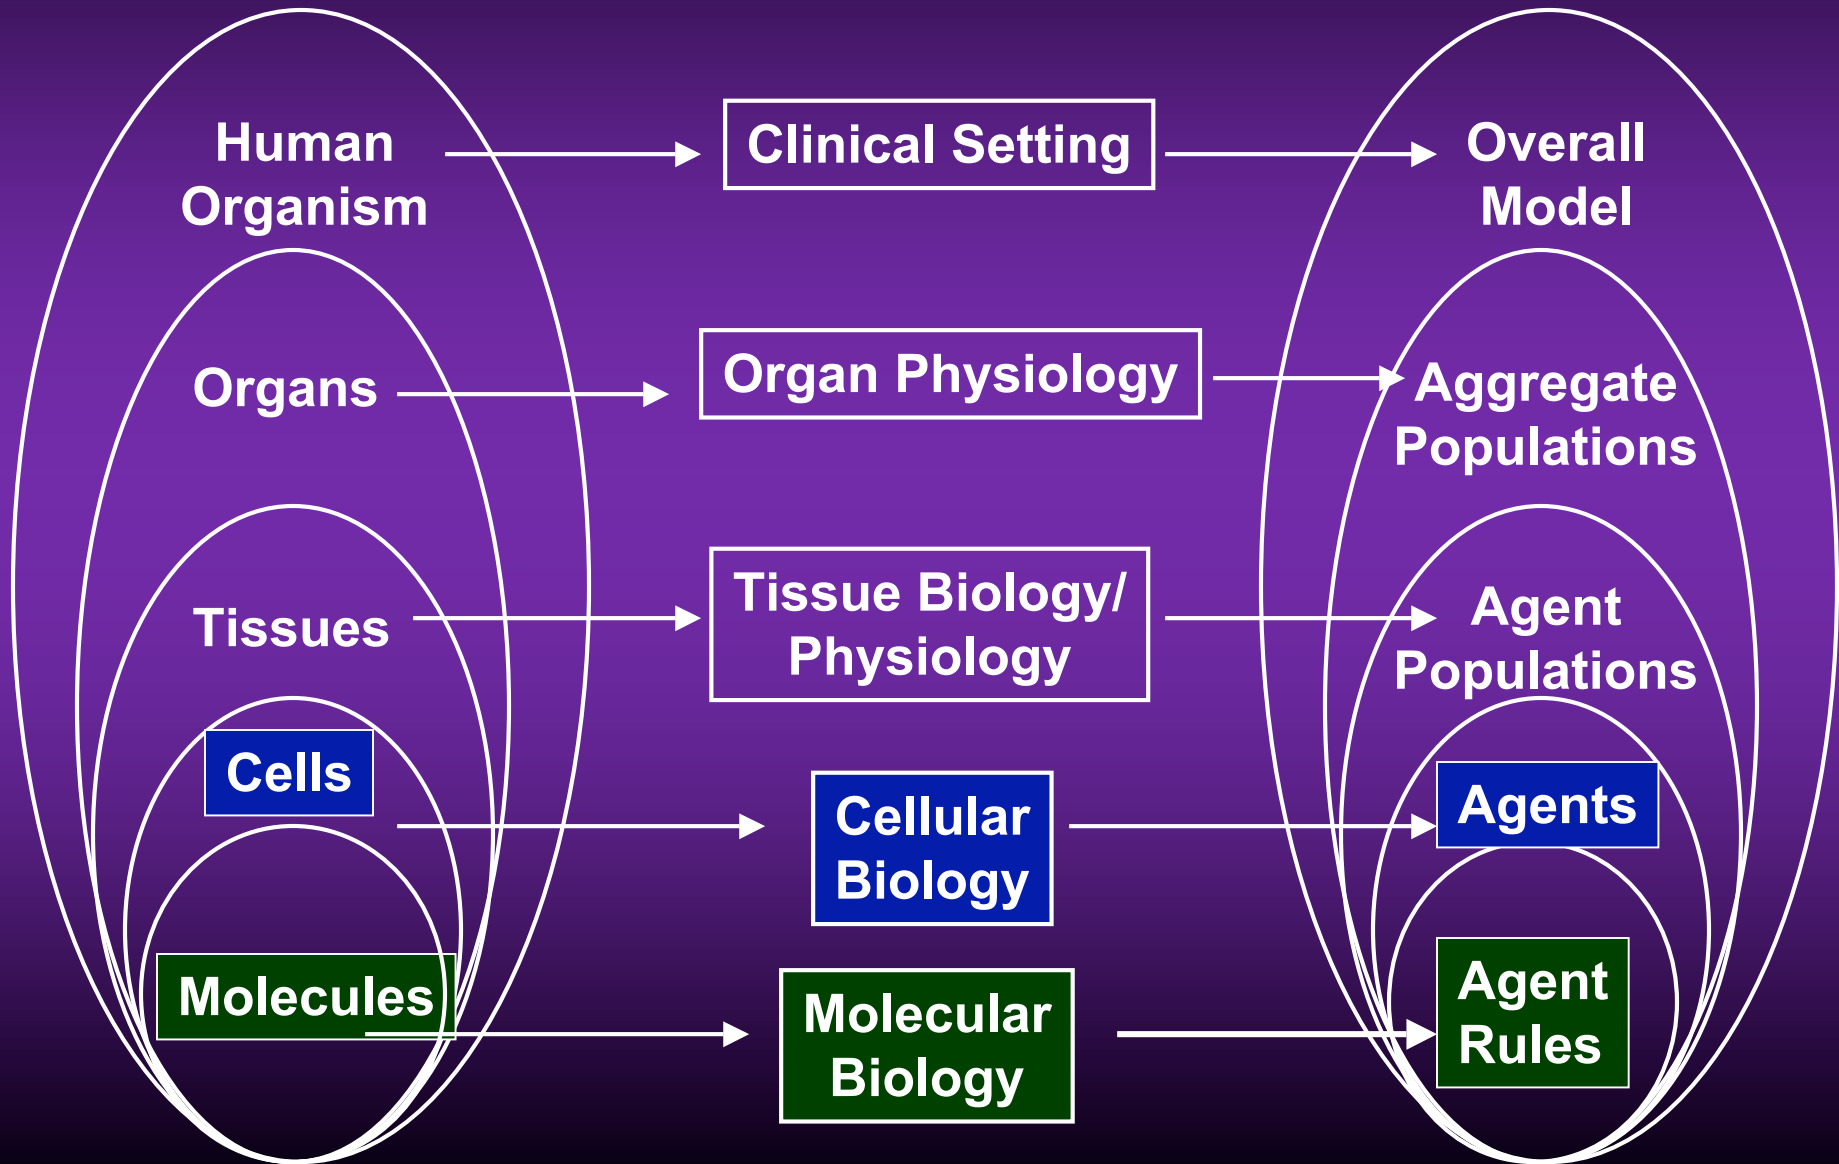 Human
Organism
Clinical Setting
Overall
Model
Organs
Organ Physiology
Aggregate
Populations
Tissues
Tissue Biology/
Physiology
Agent
Populations
Cells
Cellular
Biology
Agents
Molecules
Molecular
Biology
Agent
Rules